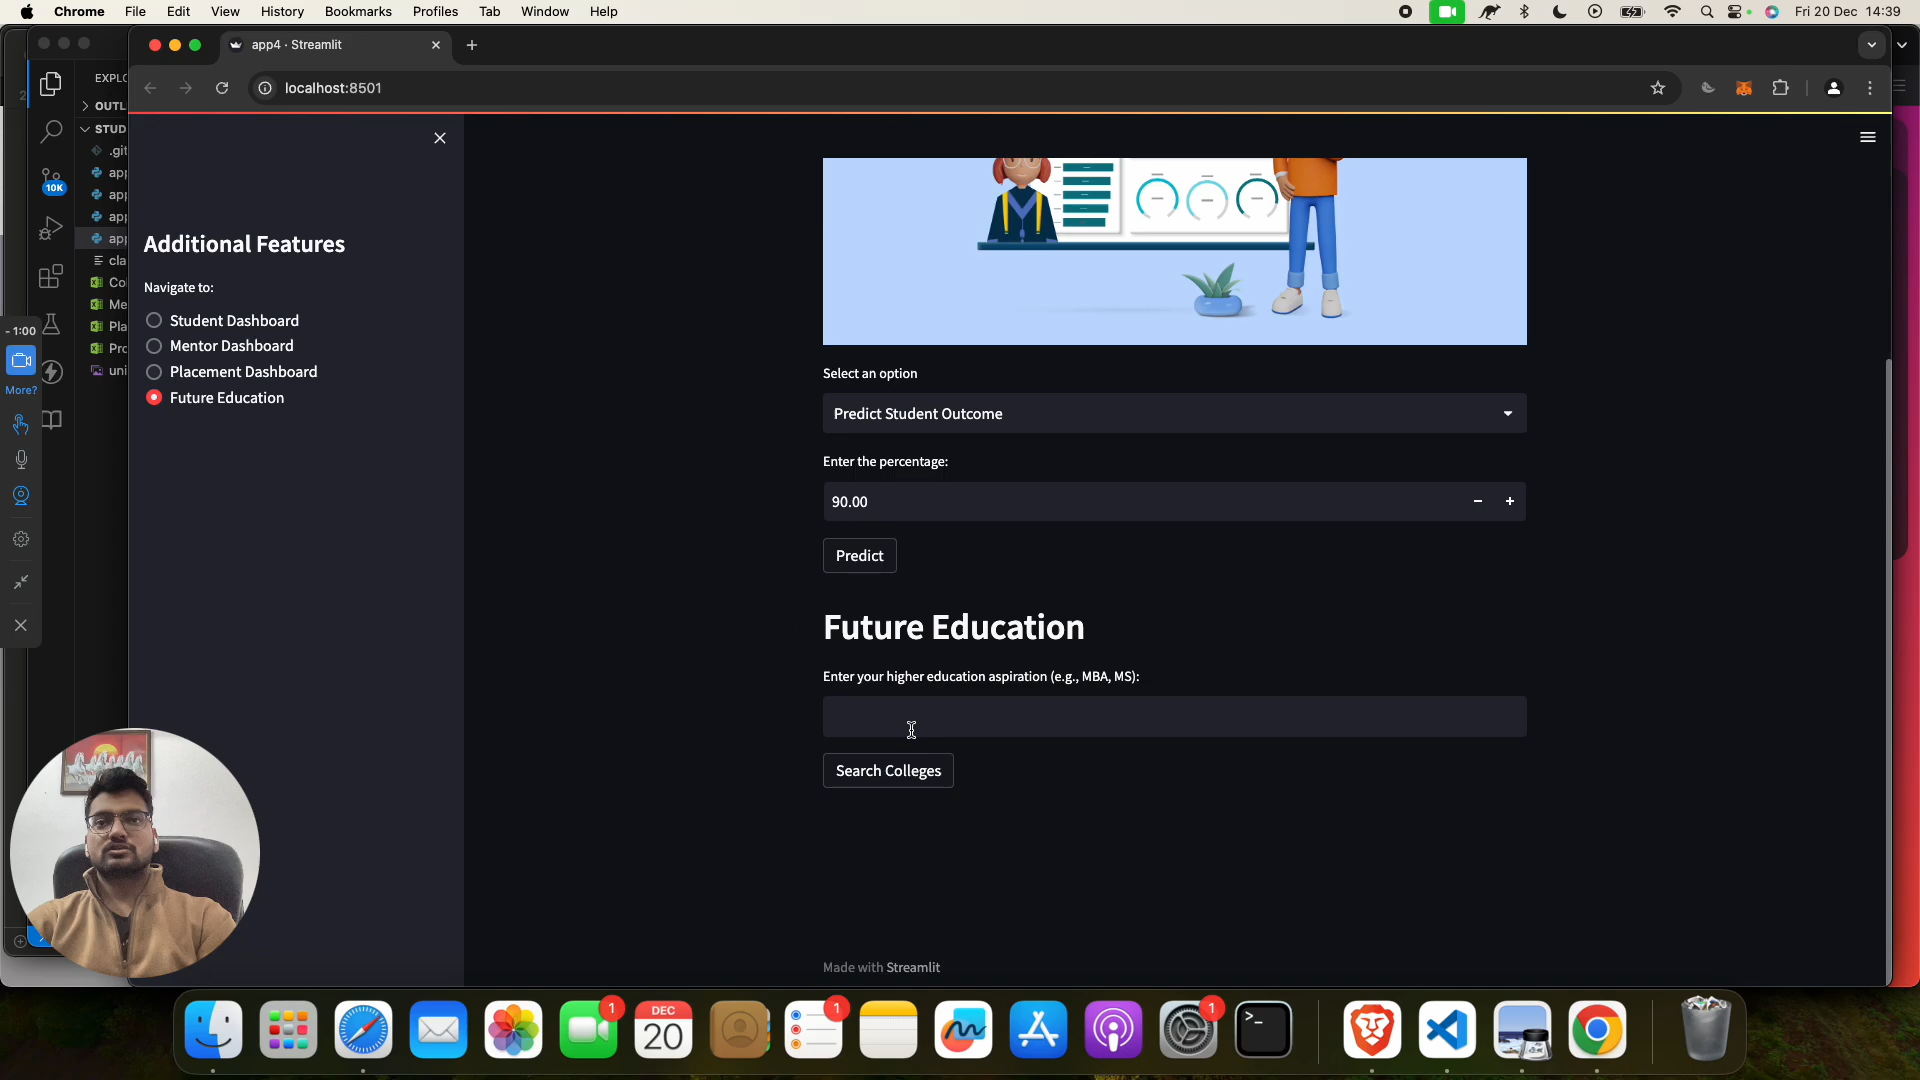 Chrome File Edit View History Bookmarks Profiles Tab Window Help Fri 20 Dec 14:39
app4 · Streamlit
EXPLO
localhost:8501
OUTL
STUD
.git
app
10K
app
app
app
cla
Col
Me
Pla
Pro
uni
- 1:00
More?
Additional Features
Navigate to:
Student Dashboard
Mentor Dashboard
Placement Dashboard
Future Education
Select an option
Predict Student Outcome
Enter the percentage:
90.00
Predict
Future Education
Enter your higher education aspiration (e.g., MBA, MS):
Search Colleges
Made with Streamlit
1
DEC
20
1
1